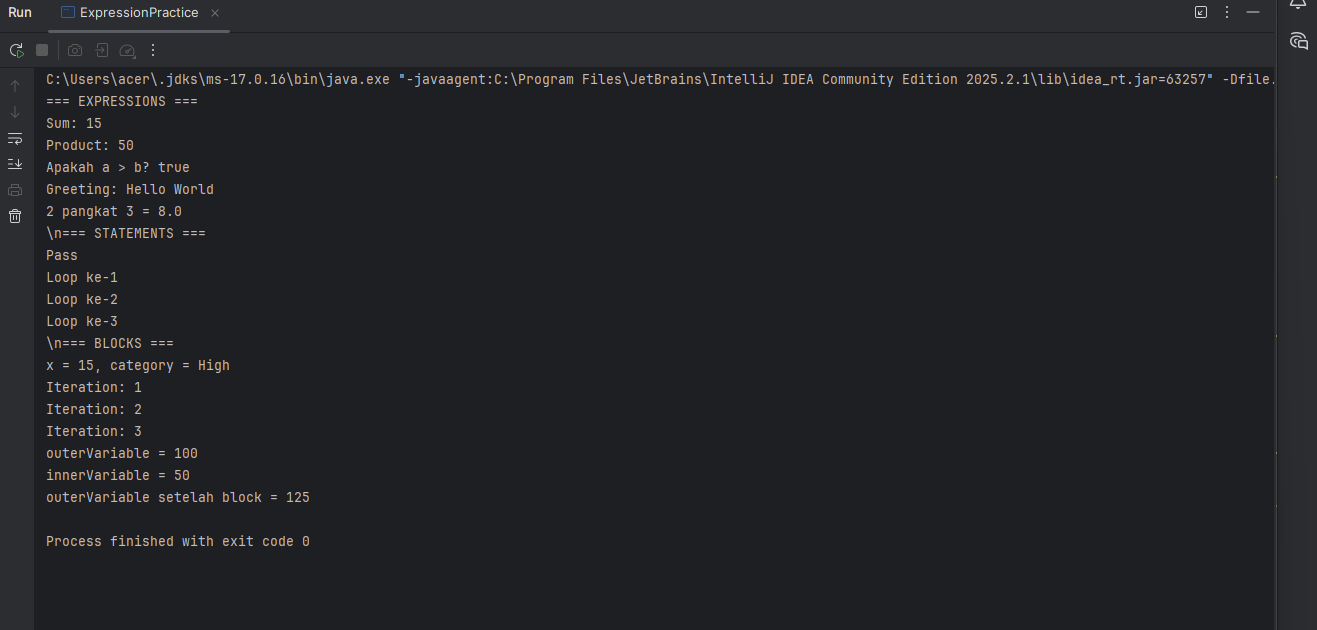 Run ExpressionPractice
C:\Users\acer\.jdks\ms-17.0.16\bin\java.exe "-javaagent:C:\Program Files\JetBrains\IntelliJ IDEA Community Edition 2025.2.1\lib\idea_rt.jar=63257" -Dfile.
=== EXPRESSIONS ===
Sum: 15
Product: 50
Apakah a > b? true
Greeting: Hello World
2 pangkat 3 = 8.0
\n=== STATEMENTS ===
Pass
Loop ke-1
Loop ke-2
Loop ke-3
\n=== BLOCKS ===
x = 15, category = High
Iteration: 1
Iteration: 2
Iteration: 3
outerVariable = 100
innerVariable = 50
outerVariable setelah block = 125
Process finished with exit code 0